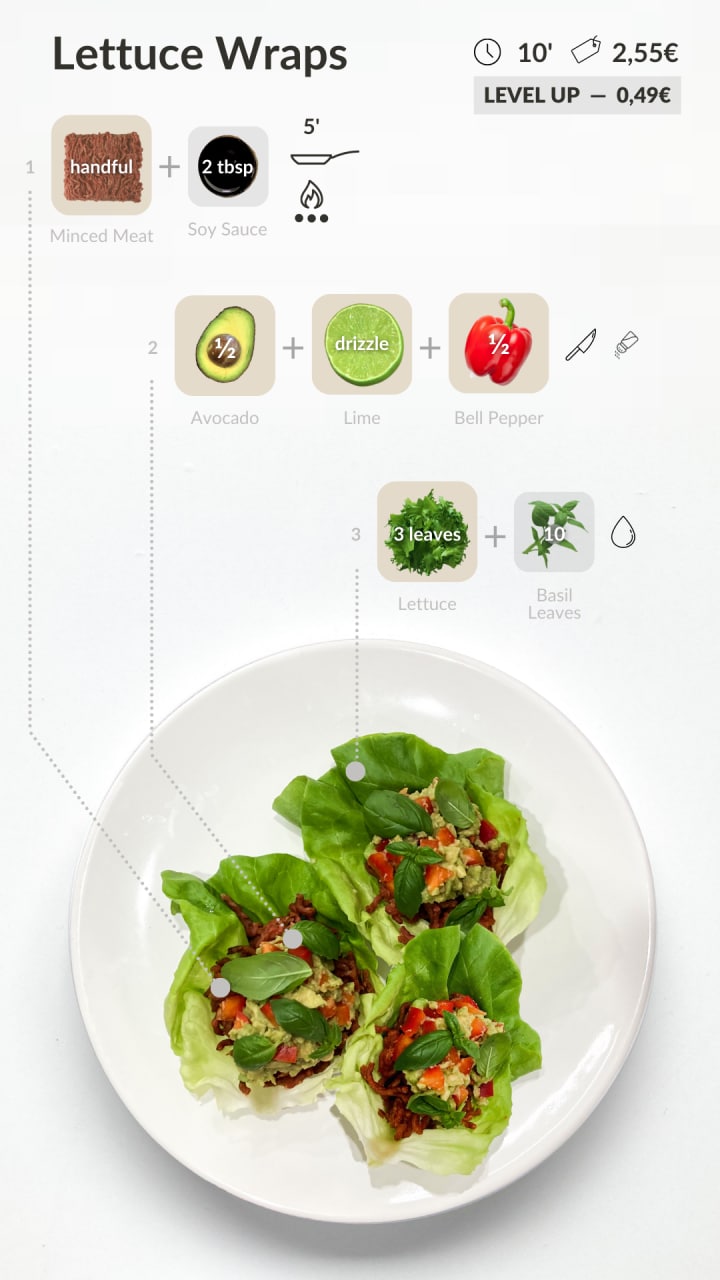 Lettuce Wraps
10' 2,55€
LEVEL UP — 0,49€
5'
1 handful + 2 tbsp
Minced Meat Soy Sauce
2 ½ + drizzle + ½
Avocado Lime Bell Pepper
3 3 leaves + 10
Lettuce Basil
Leaves